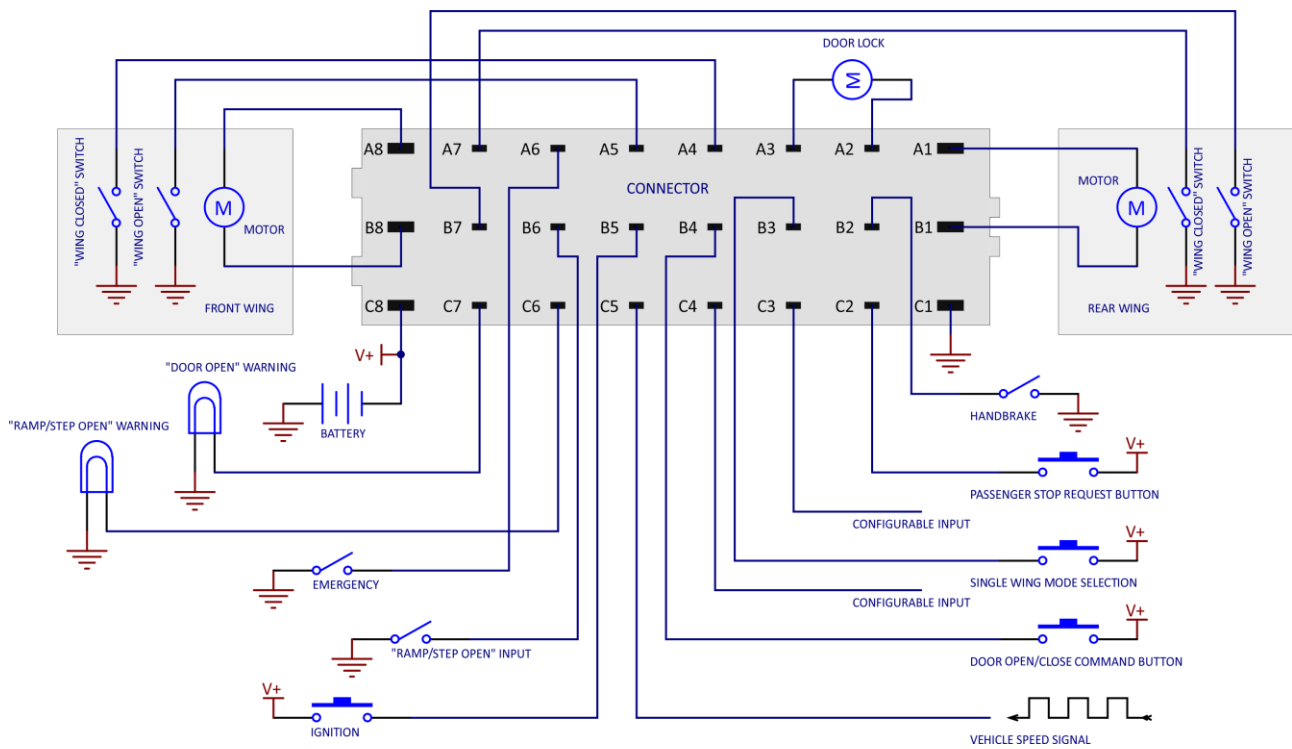 DOOR LOCK
M
A8 A7 A6 A5 A4 A3 A2 A1
CONNECTOR
B8 B7 B6 B5 B4 B3 B2 B1
C8 C7 C6 C5 C4 C3 C2 C1
"WING CLOSED" SWITCH
"WING OPEN" SWITCH
M
MOTOR
FRONT WING
MOTOR
M
"WING CLOSED" SWITCH
"WING OPEN" SWITCH
REAR WING
V+
BATTERY
"DOOR OPEN" WARNING
"RAMP/STEP OPEN" WARNING
EMERGENCY
"RAMP/STEP OPEN" INPUT
V+
IGNITION
HANDBRAKE
V+
PASSENGER STOP REQUEST BUTTON
CONFIGURABLE INPUT
V+
SINGLE WING MODE SELECTION
CONFIGURABLE INPUT
V+
DOOR OPEN/CLOSE COMMAND BUTTON
VEHICLE SPEED SIGNAL